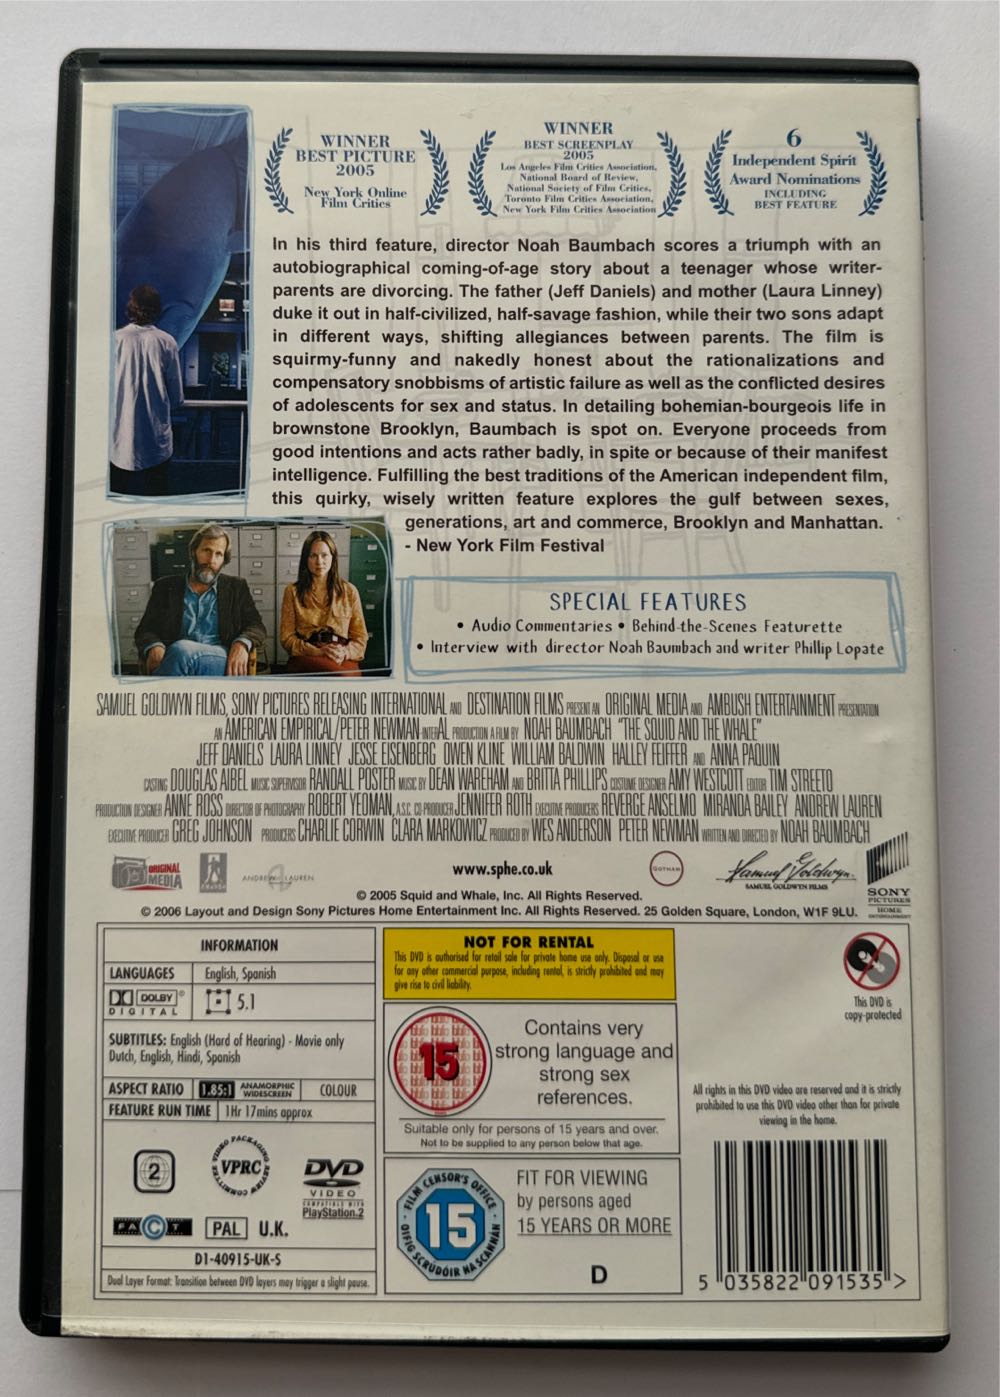 WINNER
BEST PICTURE
2005
New York Online
Film Critics
WINNER
BEST SCREENPLAY
2005
Los Angeles Film Critics Association,
National Board of Review,
National Society of Film Critics,
Toronto Film Critics Association,
New York Film Critics Association
6
Independent Spirit
Award Nominations
INCLUDING
BEST FEATURE
In his third feature, director Noah Baumbach scores a triumph with an
autobiographical coming-of-age story about a teenager whose writer-
parents are divorcing. The father (Jeff Daniels) and mother (Laura Linney)
duke it out in half-civilized, half-savage fashion, while their two sons adapt
in different ways, shifting allegiances between parents. The film is
squirmy-funny and nakedly honest about the rationalizations and
compensatory snobbisms of artistic failure as well as the conflicted desires
of adolescents for sex and status. In detailing bohemian-bourgeois life in
brownstone Brooklyn, Baumbach is spot on. Everyone proceeds from
good intentions and acts rather badly, in spite or because of their manifest
intelligence. Fulfilling the best traditions of the American independent film,
this quirky, wisely written feature explores the gulf between sexes,
generations, art and commerce, Brooklyn and Manhattan.
- New York Film Festival
SPECIAL FEATURES
• Audio Commentaries • Behind-the-Scenes Featurette
• Interview with director Noah Baumbach and writer Phillip Lopate
SAMUEL GOLDWYN FILMS, SONY PICTURES RELEASING INTERNATIONAL AND DESTINATION FILMS PRESENT AN ORIGINAL MEDIA AND AMBUSH ENTERTAINMENT PRESENTATION
AN AMERICAN EMPIRICAL/PETER NEWMAN-INTERAL PRODUCTION A FILM BY NOAH BAUMBACH "THE SQUID AND THE WHALE"
JEFF DANIELS LAURA LINNEY JESSE EISENBERG OWEN KLINE WILLIAM BALDWIN HALLEY FEIFFER AND ANNA PAQUIN
CASTING DOUGLAS AIBEL MUSIC SUPERVISOR RANDALL POSTER MUSIC BY DEAN WAREHAM AND BRITTA PHILLIPS COSTUME DESIGNER AMY WESTCOTT EDITOR TIM STREETO
PRODUCTION DESIGNER ANNE ROSS DIRECTOR OF PHOTOGRAPHY ROBERT YEOMAN, A.S.C. CO-PRODUCER JENNIFER ROTH EXECUTIVE PRODUCERS REVERGE ANSELMO MIRANDA BAILEY ANDREW LAUREN
EXECUTIVE PRODUCER GREG JOHNSON PRODUCERS CHARLIE CORWIN CLARA MARKOWICZ PRODUCED BY WES ANDERSON PETER NEWMAN WRITTEN AND DIRECTED BY NOAH BAUMBACH
ORIGINAL
MEDIA
ANDREW LAUREN
www.sphe.co.uk
GOTHAM
Samuel Goldwyn
SAMUEL GOLDWYN FILMS
SONY
PICTURES
HOME
ENTERTAINMENT
© 2005 Squid and Whale, Inc. All Rights Reserved.
© 2006 Layout and Design Sony Pictures Home Entertainment Inc. All Rights Reserved. 25 Golden Square, London, W1F 9LU.
INFORMATION
LANGUAGES English, Spanish
DOLBY®
DIGITAL
5.1
SUBTITLES: English (Hard of Hearing) - Movie only
Dutch, English, Hindi, Spanish
ASPECT RATIO 1.85:1 ANAMORPHIC
WIDESCREEN COLOUR
FEATURE RUN TIME 1Hr 17mins approx
2
VIDEO PACKAGING REVIEW COMMITTEE
VPRC
DVD
VIDEO
COMPATIBLE WITH
PlayStation.2
FACT
PAL U.K.
D1-40915-UK-S
Dual Layer Format: Transition between DVD layers may trigger a slight pause.
NOT FOR RENTAL
This DVD is authorised for retail sale for private home use only. Disposal or use
for any other commercial purpose, including rental, is strictly prohibited and may
give rise to civil liability.
15
Contains very
strong language and
strong sex
references.
Suitable only for persons of 15 years and over.
Not to be supplied to any person below that age.
FILM CENSOR'S OFFICE
15
OIFIG SCRÚDÓIR NA SCANNÁN
FIT FOR VIEWING
by persons aged
15 YEARS OR MORE
D
This DVD is
copy-protected
All rights in this DVD video are reserved and it is strictly
prohibited to use this DVD video other than for private
viewing in the home.
5 035822 091535 >